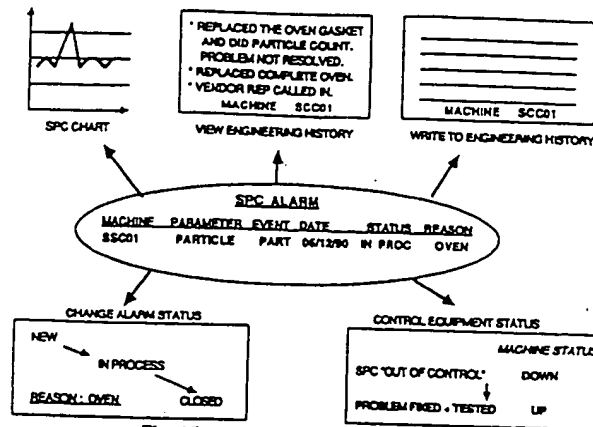 * REPLACED THE OVEN GASKET
AND DID PARTICLE COUNT.
PROBLEM NOT RESOLVED.
* REPLACED COMPLETE OVEN.
* VENDOR REP CALLED IN.
MACHINE SCC01
MACHINE SCC01
SPC CHART
VIEW ENGINEERING HISTORY
WRITE TO ENGINEERING HISTORY
SPC ALARM
MACHINE PARAMETER EVENT DATE STATUS REASON
SSC01 PARTICLE PART 06/12/90 IN PROC OVEN
CHANGE ALARM STATUS
NEW
IN PROCESS
REASON: OVEN CLOSED
CONTROL EQUIPMENT STATUS
MACHINE STATUS
SPC "OUT OF CONTROL" DOWN
PROBLEM FIXED + TESTED UP